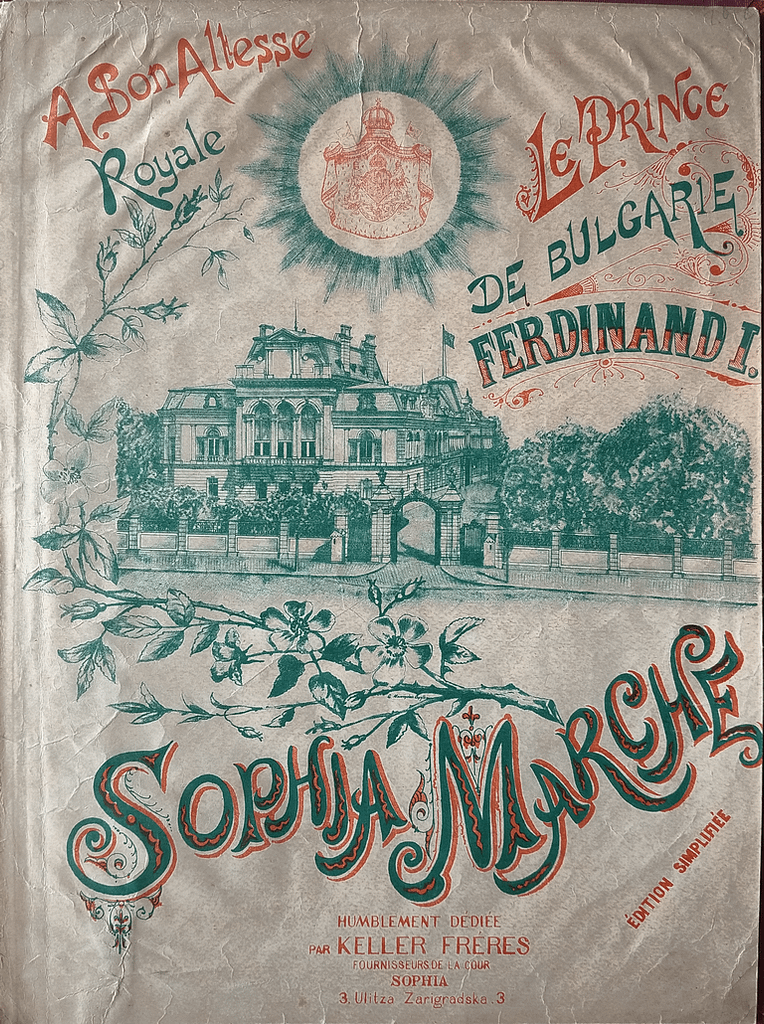 A Son Altesse
Royale
Le Prince
DE BULGARIE
FERDINAND I.
SOPHIA MARCHE
ÉDITION SIMPLIFIÉE
HUMBLEMENT DÉDIÉE
PAR KELLER FRÈRES
FOURNISSEURS DE LA COUR
SOPHIA
3. Ulitza Zarigradska. 3